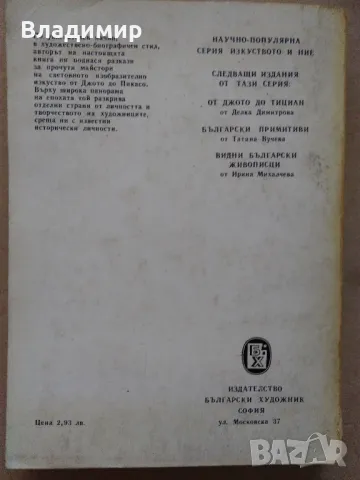 Владимир
в художествено-биографичен стил,
авторът на настоящата
книга ни поднася разкази
за прочути майстори
на световното изобразително
изкуство от Джото до Пикасо.
Върху широка панорама
на епохата той разкрива
отделни страни от личността и
творчеството на художниците,
среща ни с известни
исторически личности.
Цена 2,93 лв.
НАУЧНО-ПОПУЛЯРНА
СЕРИЯ ИЗКУСТВОТО И НИЕ
СЛЕДВАЩИ ИЗДАНИЯ
ОТ ТАЗИ СЕРИЯ:
ОТ ДЖОТО ДО ТИЦИАН
от Делка Димитрова
БЪЛГАРСКИ ПРИМИТИВИ
от Татяна Вучева
ВИДНИ БЪЛГАРСКИ
ЖИВОПИСЦИ
от Ирина Михалчева
БХ
ИЗДАТЕЛСТВО
БЪЛГАРСКИ ХУДОЖНИК
СОФИЯ
ул. Московска 37
BAZAR